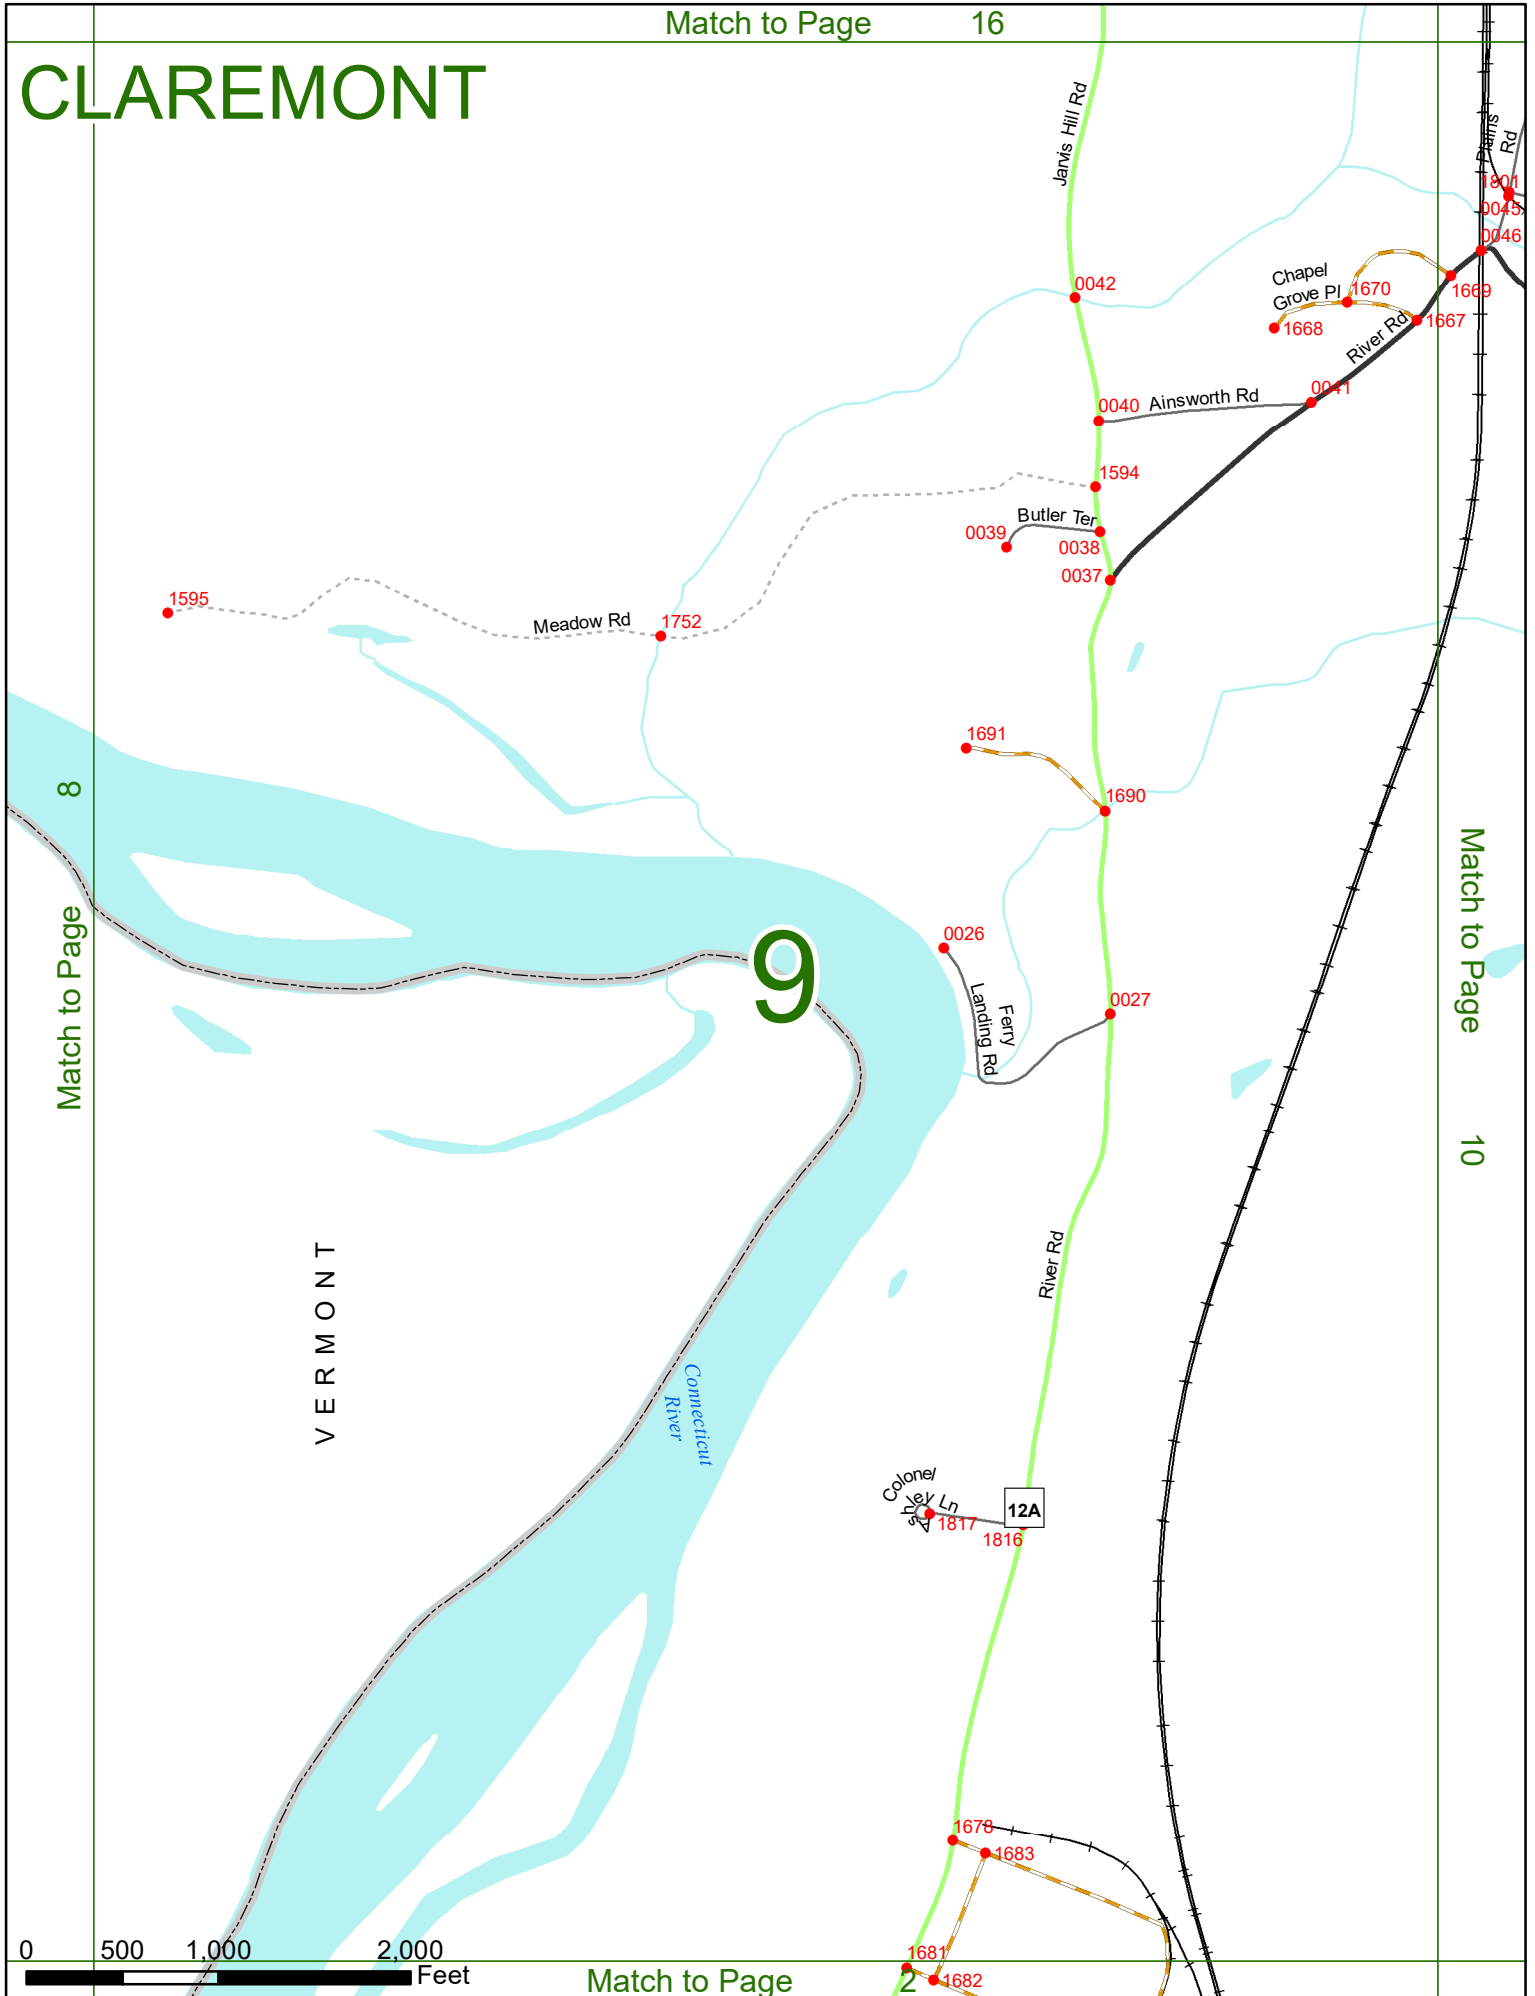 Match to Page 16
CLAREMONT
Jarvis Hill Rd
Plains
Rd
1801
0045
0046
0042
Chapel
Grove Pl
1670
1669
1668
1667
River Rd
0041
0040
Ainsworth Rd
1594
Butler Ter
0039
0038
0037
1595
Meadow Rd
1752
1691
1690
8
Match to Page
Match to Page
10
9
0026
Ferry
Landing Rd
0027
VERMONT
River Rd
Connecticut
River
Colonel
Ashley Ln
1817
1816
12A
1678
1683
1681
1682
0 500 1,000 2,000
Feet
Match to Page 2